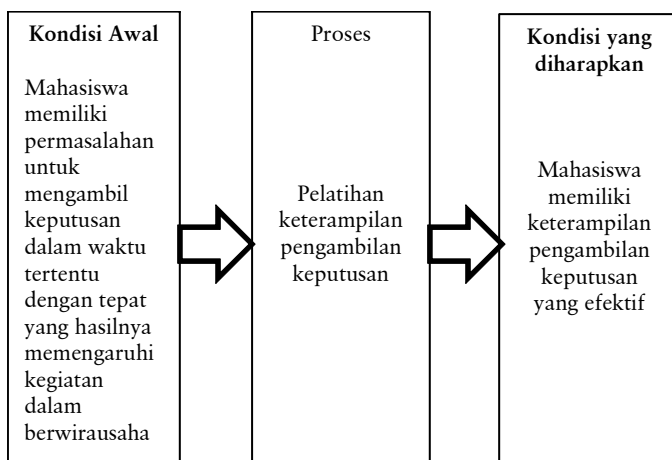 Kondisi Awal
Mahasiswa
memiliki
permasalahan
untuk
mengambil
keputusan
dalam waktu
tertentu
dengan tepat
yang hasilnya
memengaruhi
kegiatan
dalam
berwirausaha
Proses
Pelatihan
keterampilan
pengambilan
keputusan
Kondisi yang
diharapkan
Mahasiswa
memiliki
keterampilan
pengambilan
keputusan
yang efektif